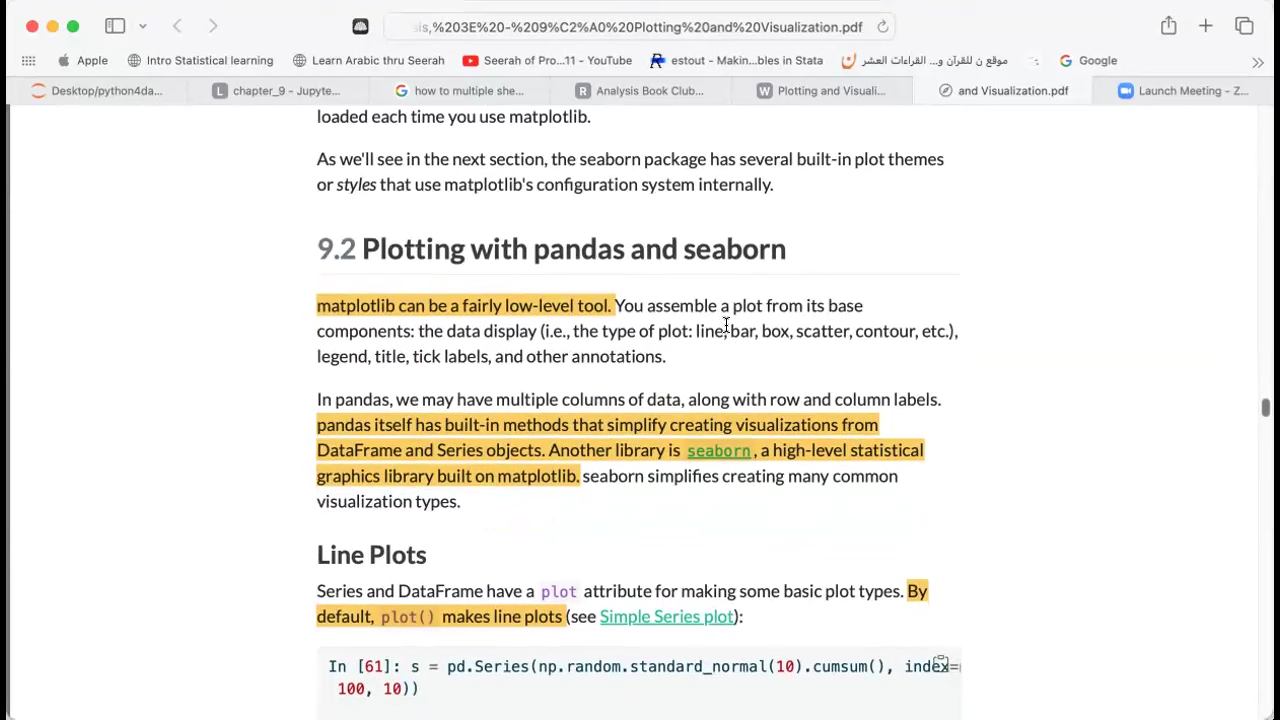 sis,%203E%20-%209%C2%A0%20Plotting%20and%20Visualization.pdf
Apple
Intro Statistical learning
Learn Arabic thru Seerah
Seerah of Pro...11 - YouTube
estout - Makin...bles in Stata
موقع ن للقرآن و... القراءات العشر
Google
Desktop/python4da...
chapter_9 - Jupyte...
how to multiple she...
Analysis Book Club...
Plotting and Visuali...
and Visualization.pdf
Launch Meeting - Z...
loaded each time you use matplotlib.
As we'll see in the next section, the seaborn package has several built-in plot themes
or styles that use matplotlib's configuration system internally.
9.2 Plotting with pandas and seaborn
matplotlib can be a fairly low-level tool. You assemble a plot from its base
components: the data display (i.e., the type of plot: line, bar, box, scatter, contour, etc.),
legend, title, tick labels, and other annotations.
In pandas, we may have multiple columns of data, along with row and column labels.
pandas itself has built-in methods that simplify creating visualizations from
DataFrame and Series objects. Another library is seaborn, a high-level statistical
graphics library built on matplotlib. seaborn simplifies creating many common
visualization types.
Line Plots
Series and DataFrame have a plot attribute for making some basic plot types. By
default, plot() makes line plots (see Simple Series plot):
In [61]: s = pd.Series(np.random.standard_normal(10).cumsum(), index=
100, 10))